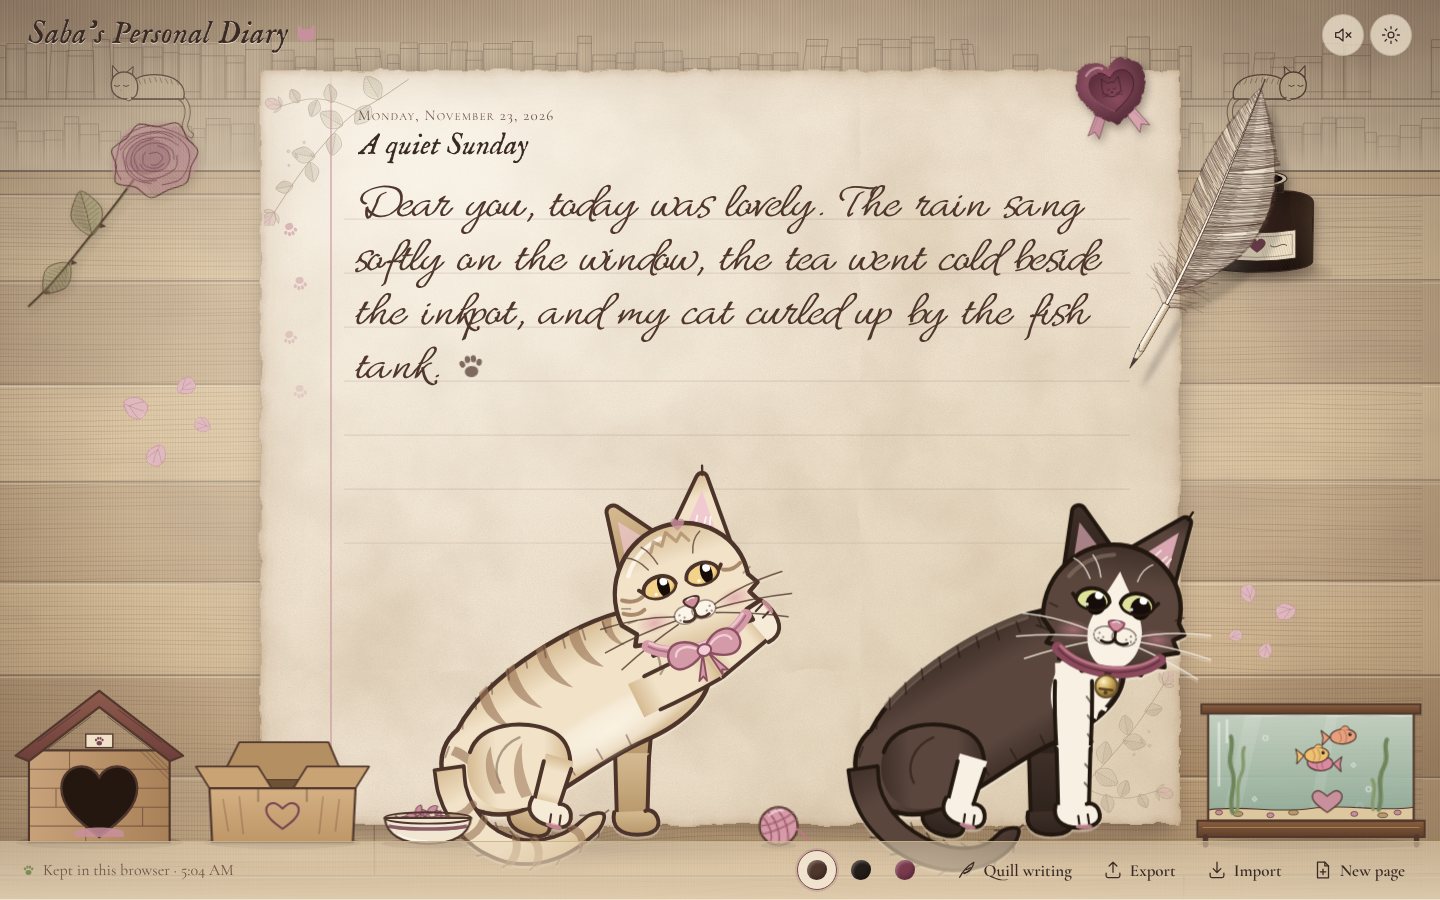 Saba's Personal Diary
Monday, November 23, 2026
A quiet Sunday
Dear you, today was lovely. The rain sang
softly on the window, the tea went cold beside
the inkpot, and my cat curled up by the fish
tank.
Kept in this browser · 5:04 AM
Quill writing
Export
Import
New page